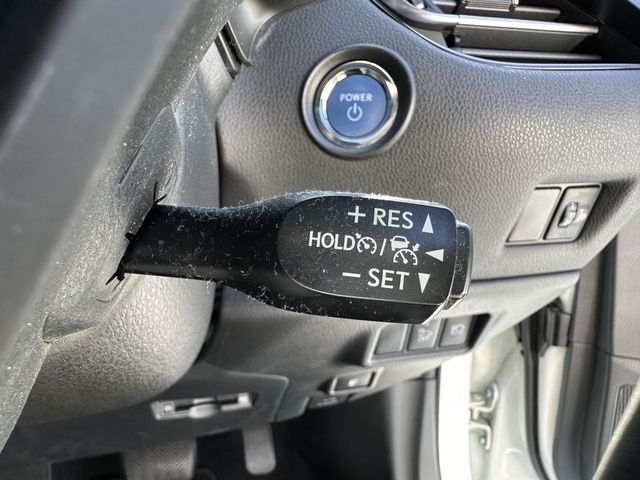 POWER
+ RES ▲
HOLD / ◀
− SET ▼